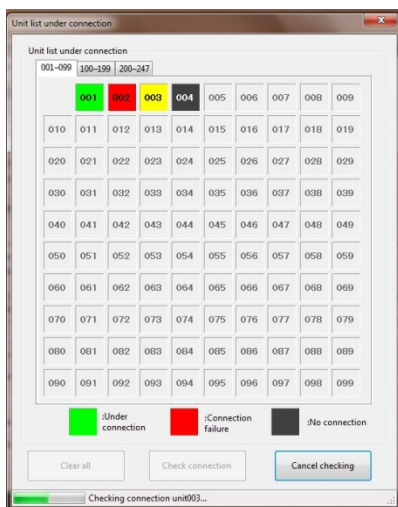 Unit list under connection
Unit list under connection
001-099 100-199 200-247
001 002 003 004 005 006 007 008 009
010 011 012 013 014 015 016 017 018 019
020 021 022 023 024 025 026 027 028 029
030 031 032 033 034 035 036 037 038 039
040 041 042 043 044 045 046 047 048 049
050 051 052 053 054 055 056 057 058 059
060 061 062 063 064 065 066 067 068 069
070 071 072 073 074 075 076 077 078 079
080 081 082 083 084 085 086 087 088 089
090 091 092 093 094 095 096 097 098 099
:Under
connection
:Connection
failure
:No connection
Clear all Check connection Cancel checking
Checking connection unit003...